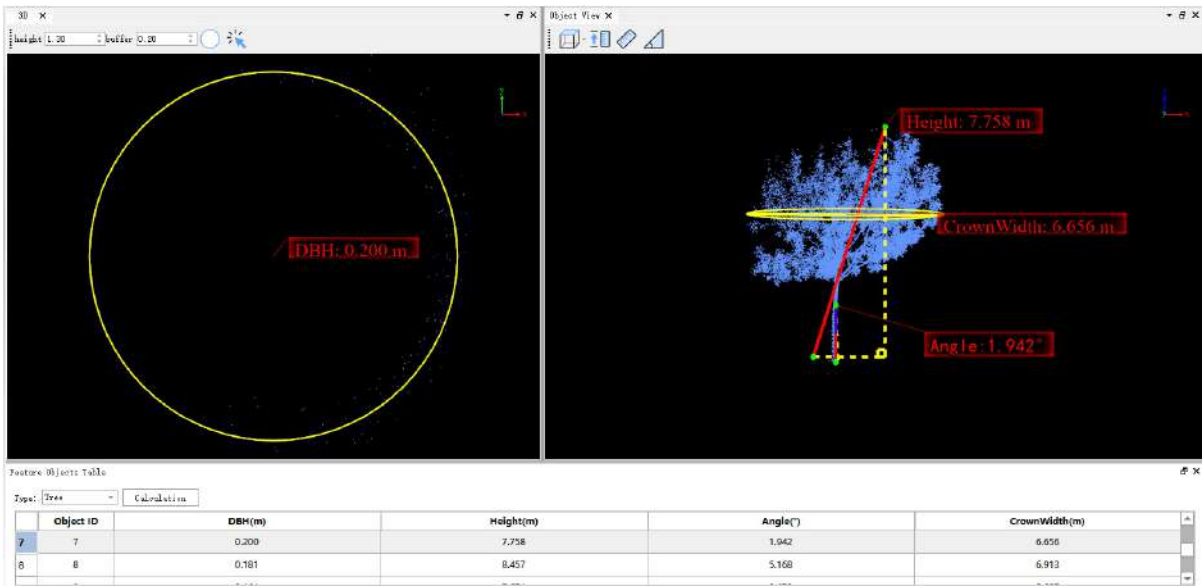 3D
Object View
height 1.30 buffer 0.20
DBH: 0.200 m
Height: 7.758 m
CrownWidth: 6.656 m
Angle:1.942°
Feature Objects Table
Type: Tree Calculation
Object ID DBH(m) Height(m) Angle(°) CrownWidth(m)
7 7 0.200 7.758 1.942 6.656
8 8 0.181 8.457 5.168 6.913